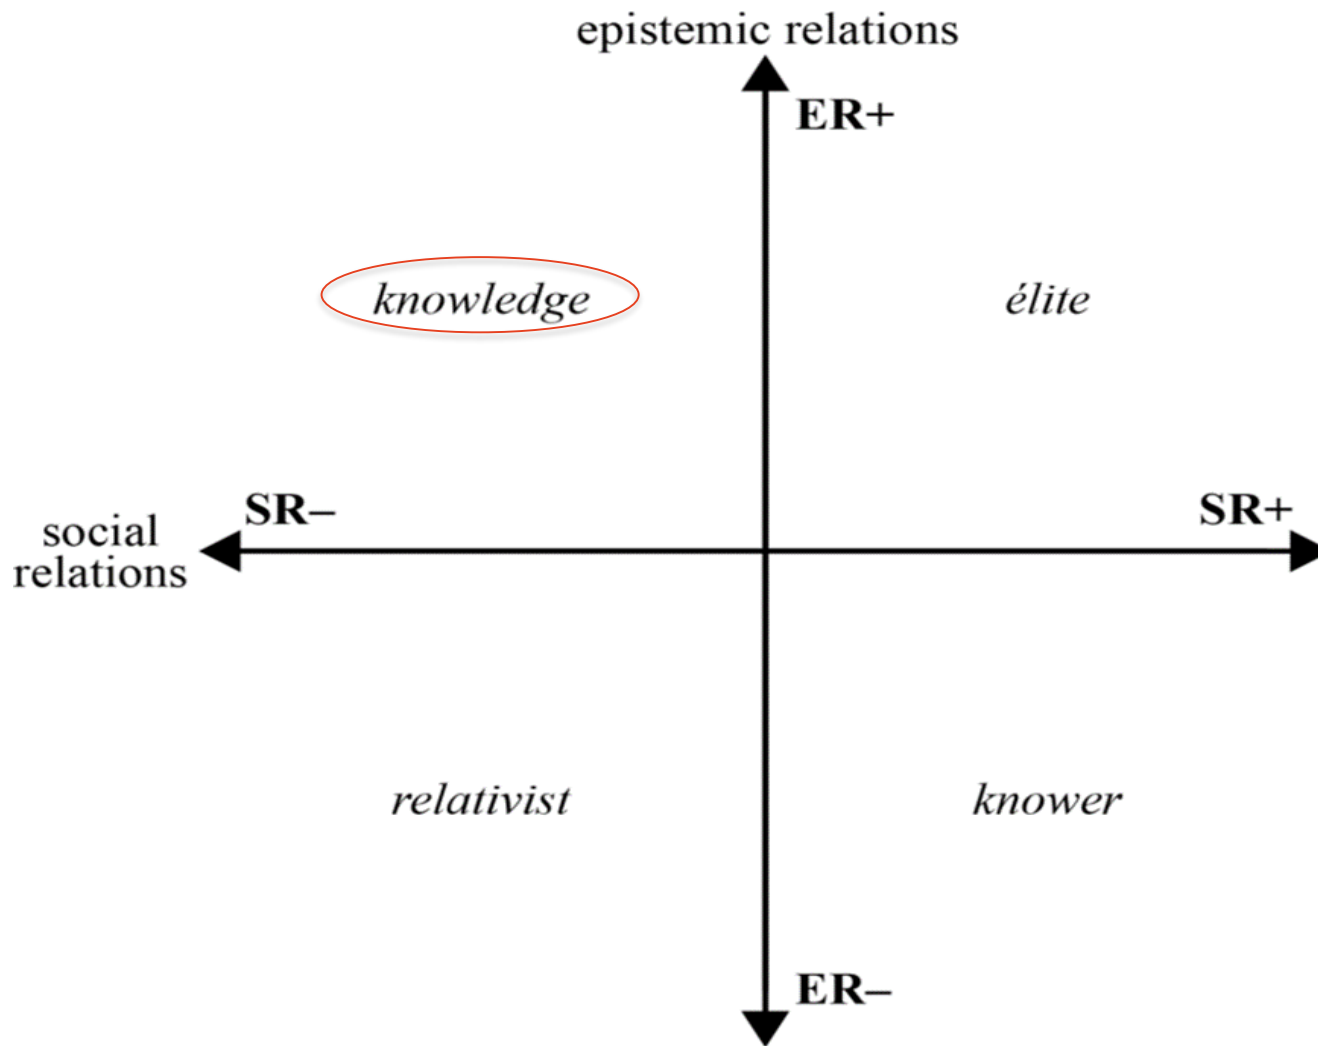 epistemic relations
ER+
knowledge
élite
SR–
SR+
social
relations
relativist
knower
ER–